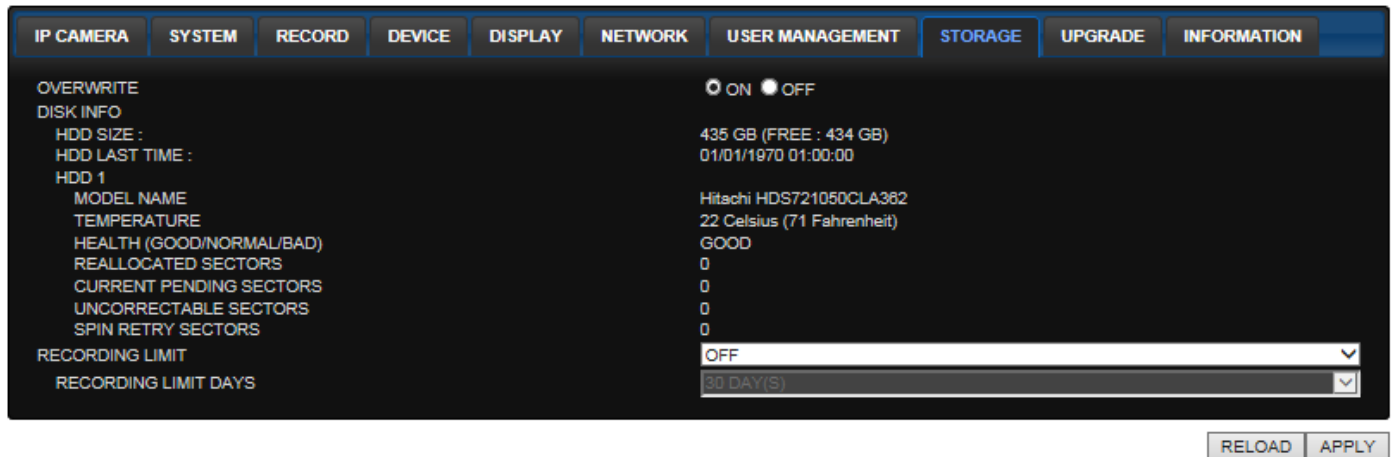 IP CAMERA SYSTEM RECORD DEVICE DISPLAY NETWORK USER MANAGEMENT STORAGE UPGRADE INFORMATION
OVERWRITE ON OFF
DISK INFO
HDD SIZE : 435 GB (FREE : 434 GB)
HDD LAST TIME : 01/01/1970 01:00:00
HDD 1
MODEL NAME Hitachi HDS721050CLA362
TEMPERATURE 22 Celsius (71 Fahrenheit)
HEALTH (GOOD/NORMAL/BAD) GOOD
REALLOCATED SECTORS 0
CURRENT PENDING SECTORS 0
UNCORRECTABLE SECTORS 0
SPIN RETRY SECTORS 0
RECORDING LIMIT OFF
RECORDING LIMIT DAYS 30 DAY(S)
RELOAD APPLY